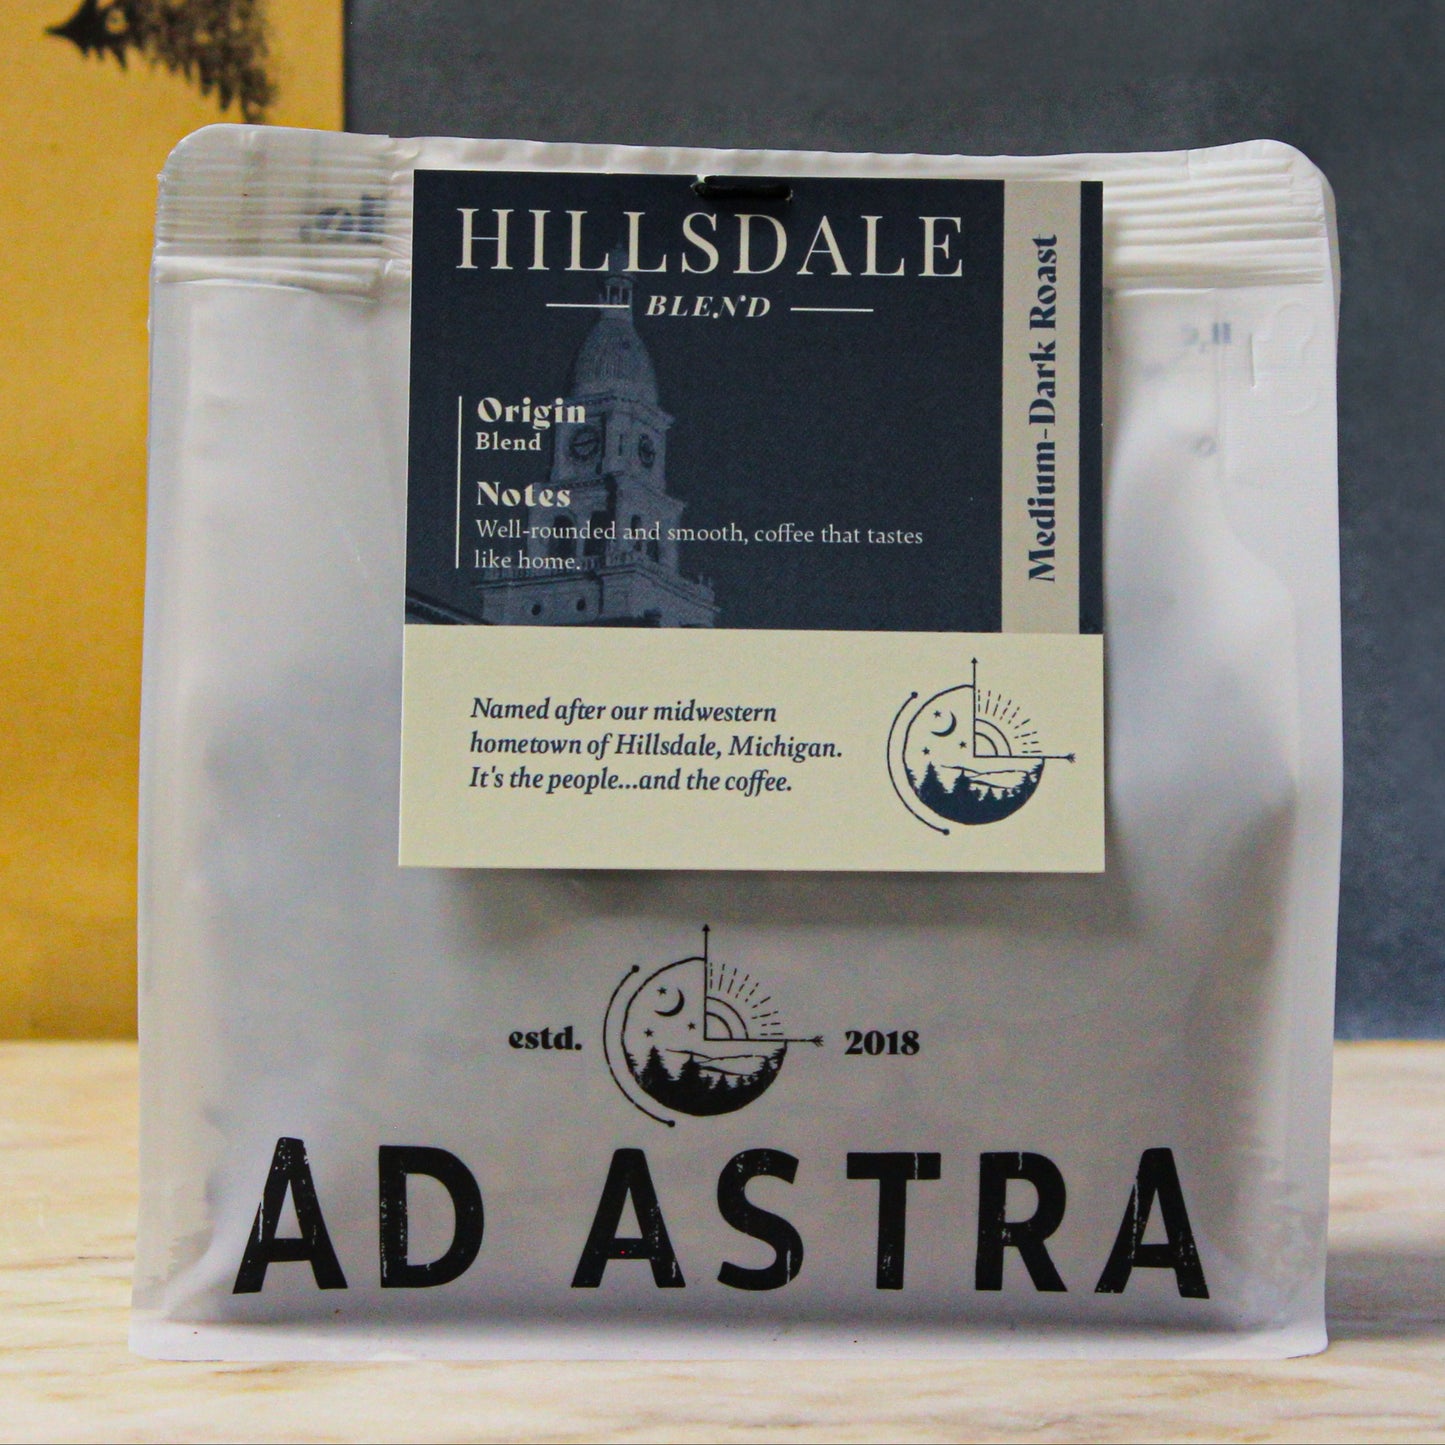 HILLSDALE
BLEND
Medium-Dark Roast
Origin
Blend
Notes
Well-rounded and smooth, coffee that tastes
like home.
Named after our midwestern
hometown of Hillsdale, Michigan.
It's the people...and the coffee.
estd. 2018
AD ASTRA